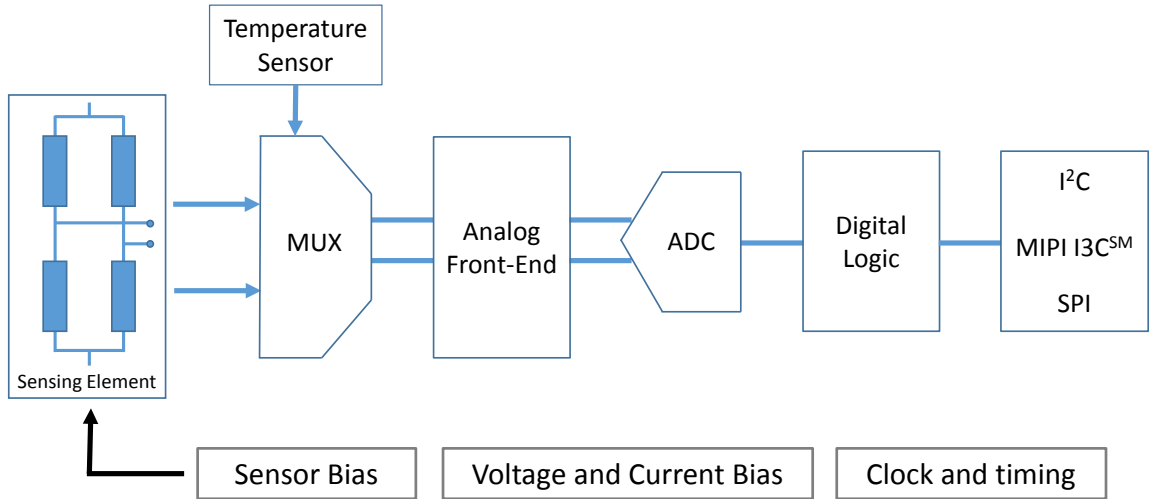 Temperature
Sensor
Sensing Element
MUX
Analog
Front-End
ADC
Digital
Logic
I²C
MIPI I3Cˢᴹ
SPI
Sensor Bias
Voltage and Current Bias
Clock and timing